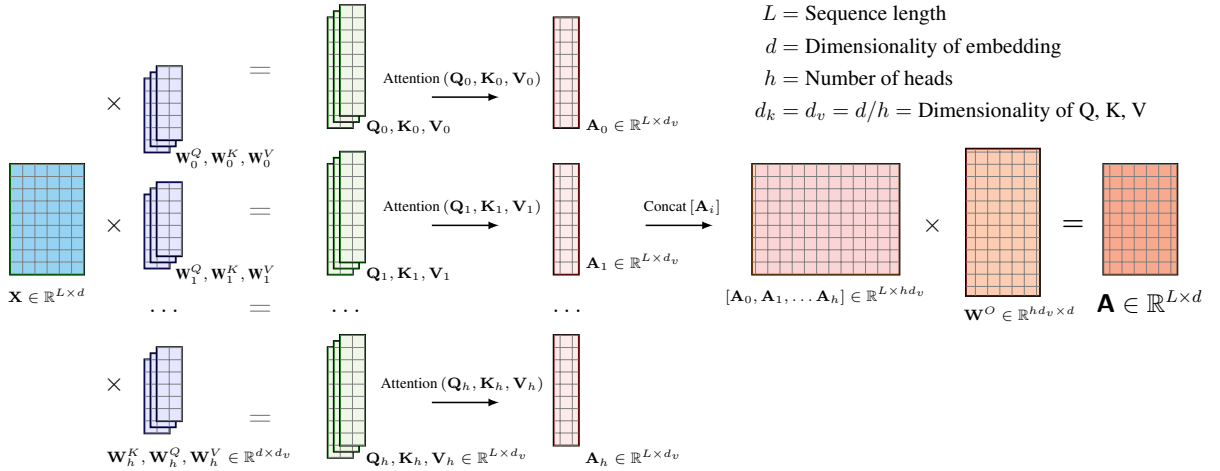 L = Sequence length
d = Dimensionality of embedding
h = Number of heads
d_k = d_v = d/h = Dimensionality of Q, K, V
× =
Attention (Q_0, K_0, V_0)
W_0^Q, W_0^K, W_0^V
Q_0, K_0, V_0
A_0 ∈ ℝ^{L×d_v}
X ∈ ℝ^{L×d}
× =
Attention (Q_1, K_1, V_1)
W_1^Q, W_1^K, W_1^V
Q_1, K_1, V_1
A_1 ∈ ℝ^{L×d_v}
Concat [A_i]
[A_0, A_1, … A_h] ∈ ℝ^{L×hd_v}
×
W^O ∈ ℝ^{hd_v×d}
=
A ∈ ℝ^{L×d}
… = … …
× =
Attention (Q_h, K_h, V_h)
W_h^K, W_h^Q, W_h^V ∈ ℝ^{d×d_v}
Q_h, K_h, V_h ∈ ℝ^{L×d_v}
A_h ∈ ℝ^{L×d_v}